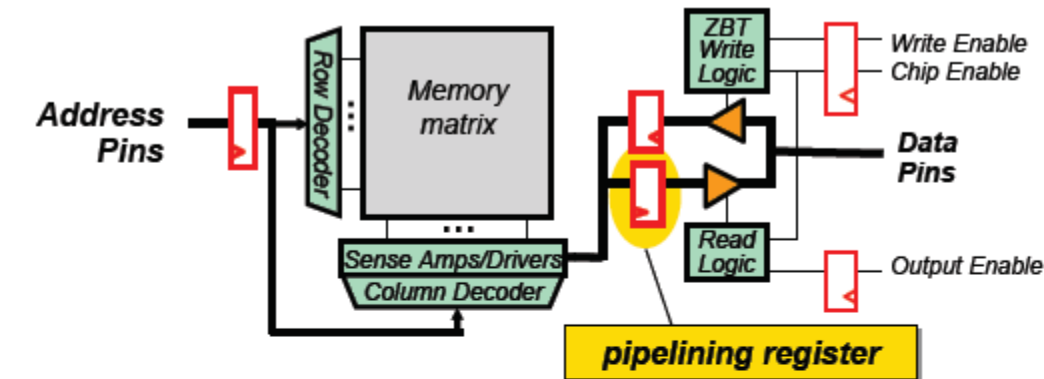 ZBT
Write
Logic
Write Enable
Chip Enable
Row Decoder
Memory
matrix
Address
Pins
Data
Pins
...
...
Sense Amps/Drivers
Column Decoder
Read
Logic
Output Enable
pipelining register